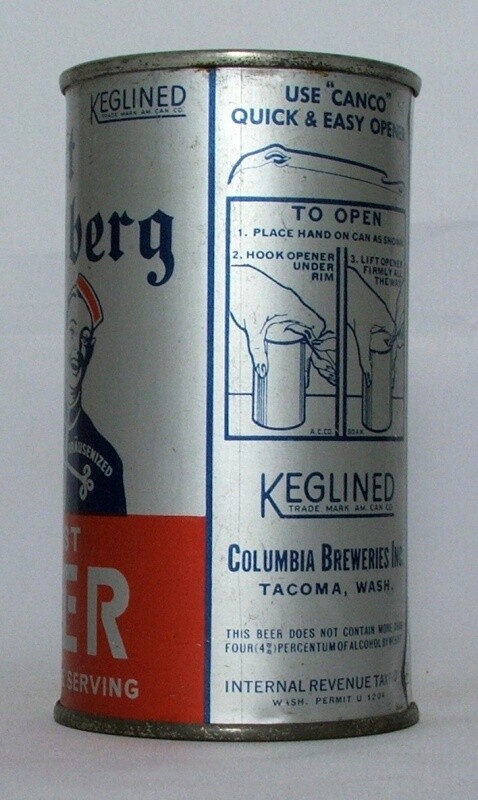 KEGLINED
TRADE MARK AM. CAN CO.
t
berg
KRAUSENIZED
ST
ER
SERVING
USE "CANCO"
QUICK & EASY OPENER
TO OPEN
1. PLACE HAND ON CAN AS SHOWN
2. HOOK OPENER
UNDER
RIM
3. LIFT OPENER
FIRMLY ALL
THE WAY
A.C.CO.
KEGLINED
TRADE MARK AM. CAN CO.
COLUMBIA BREWERIES INC.
TACOMA, WASH.
THIS BEER DOES NOT CONTAIN MORE THAN
FOUR (4%) PERCENTUM OF ALCOHOL BY WEIGHT
INTERNAL REVENUE TAX
WASH. PERMIT U